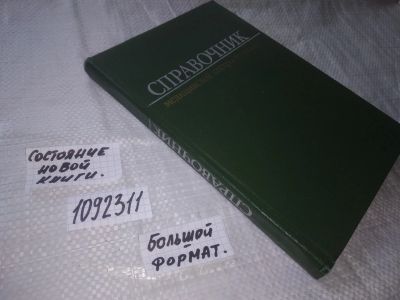 СПРАВОЧНИК
СПРАВОЧНИК
СОСТОЯНИЕ
НОВОЙ
КНИГИ.
1092311
БОЛЬШОЙ
ФОРМАТ.